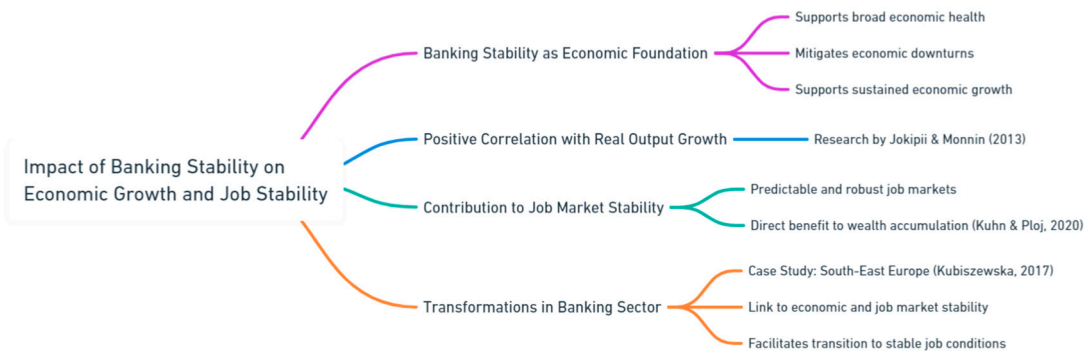 Impact of Banking Stability on
Economic Growth and Job Stability
Banking Stability as Economic Foundation
Supports broad economic health
Mitigates economic downturns
Supports sustained economic growth
Positive Correlation with Real Output Growth
Research by Jokipii & Monnin (2013)
Contribution to Job Market Stability
Predictable and robust job markets
Direct benefit to wealth accumulation (Kuhn & Ploj, 2020)
Transformations in Banking Sector
Case Study: South-East Europe (Kubiszewska, 2017)
Link to economic and job market stability
Facilitates transition to stable job conditions